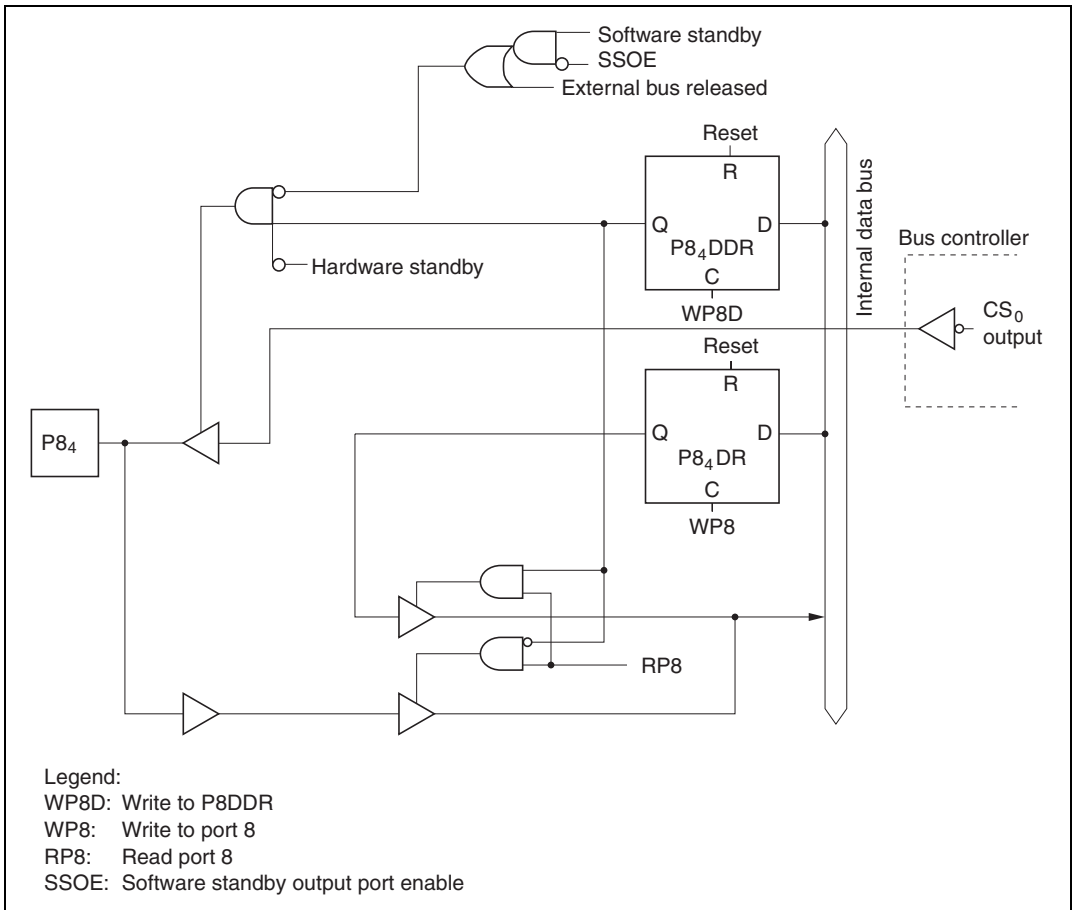 Software standby
SSOE
External bus released
Reset
R
Q
D
P8₄DDR
C
WP8D
Hardware standby
Internal data bus
Bus controller
CS₀
output
Reset
R
Q
D
P8₄DR
C
WP8
P8₄
RP8
Legend:
WP8D: Write to P8DDR
WP8: Write to port 8
RP8: Read port 8
SSOE: Software standby output port enable